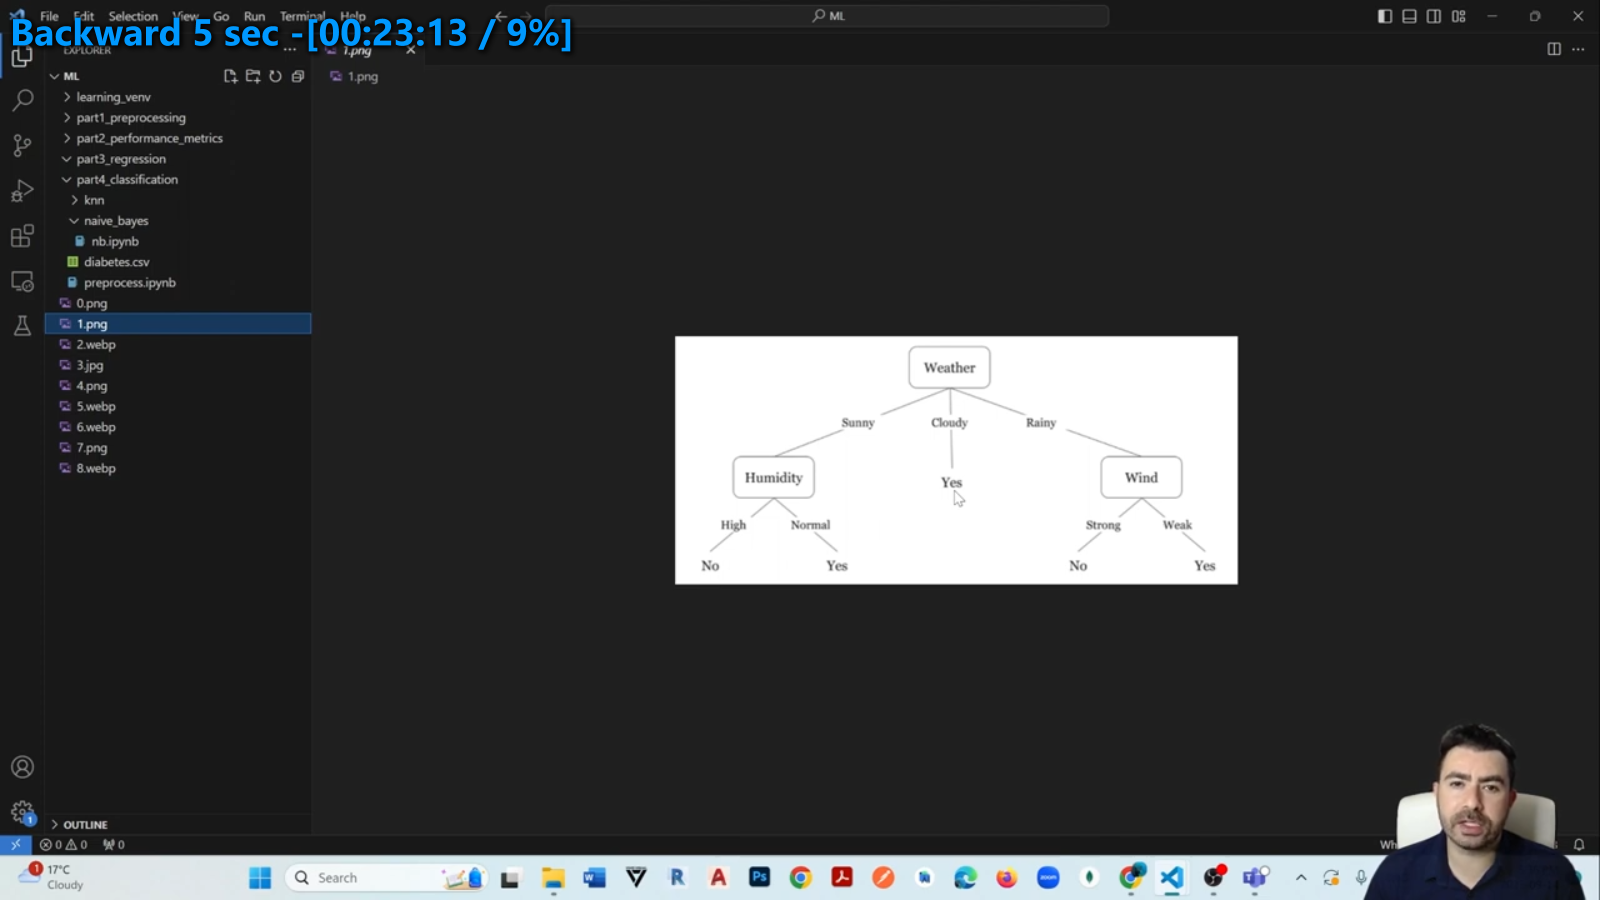 File Edit Selection View Go Run Terminal Help
ML
Backward 5 sec -[00:23:13 / 9%]
EXPLORER
1.png
ML
1.png
learning_venv
part1_preprocessing
part2_performance_metrics
part3_regression
part4_classification
knn
naive_bayes
nb.ipynb
diabetes.csv
preprocess.ipynb
0.png
1.png
2.webp
3.jpg
4.png
5.webp
6.webp
7.png
8.webp
Weather
Sunny Cloudy Rainy
Humidity Yes Wind
High Normal Strong Weak
No Yes No Yes
OUTLINE
0 0 0
17°C
Cloudy
Search